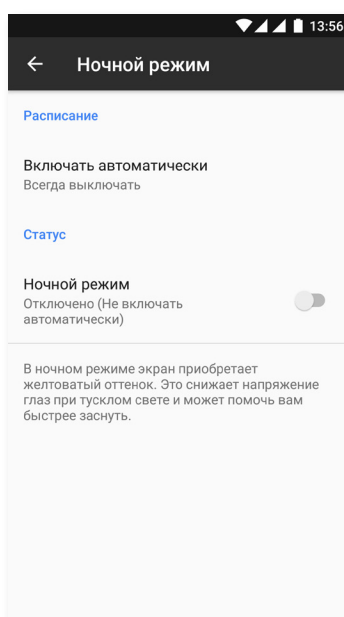 13:56
Ночной режим
Расписание
Включать автоматически
Всегда выключать
Статус
Ночной режим
Отключено (Не включать
автоматически)
В ночном режиме экран приобретает
желтоватый оттенок. Это снижает напряжение
глаз при тусклом свете и может помочь вам
быстрее заснуть.